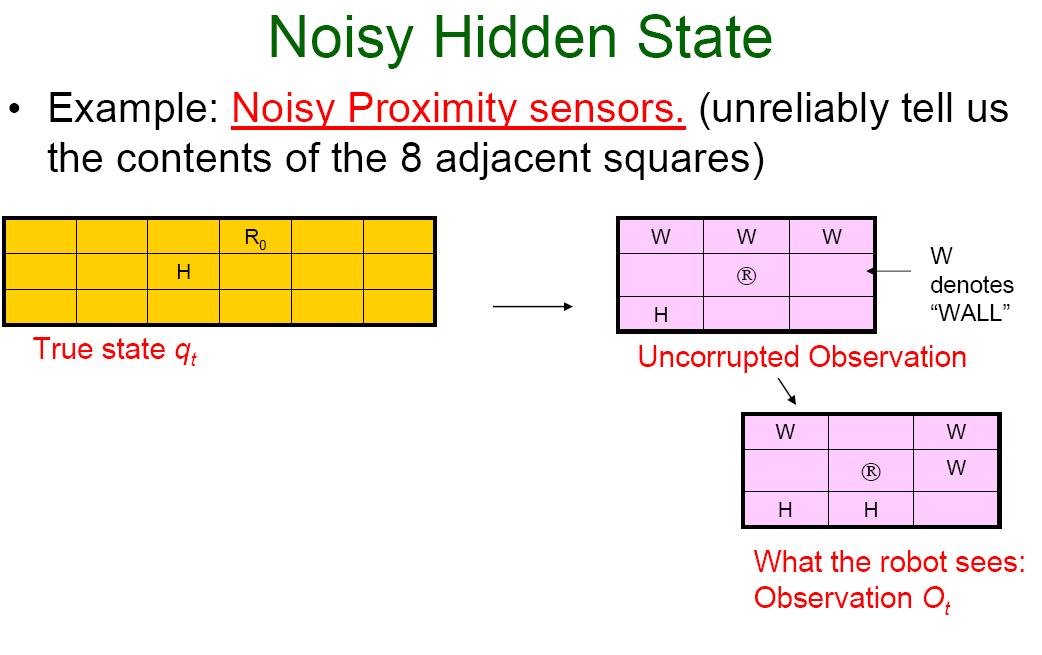 Noisy Hidden State
• Example: Noisy Proximity sensors. (unreliably tell us
the contents of the 8 adjacent squares)
R0
H
True state qt
W W W
®
H
Uncorrupted Observation
W
denotes
“WALL”
W W
® W
H H
What the robot sees:
Observation Ot